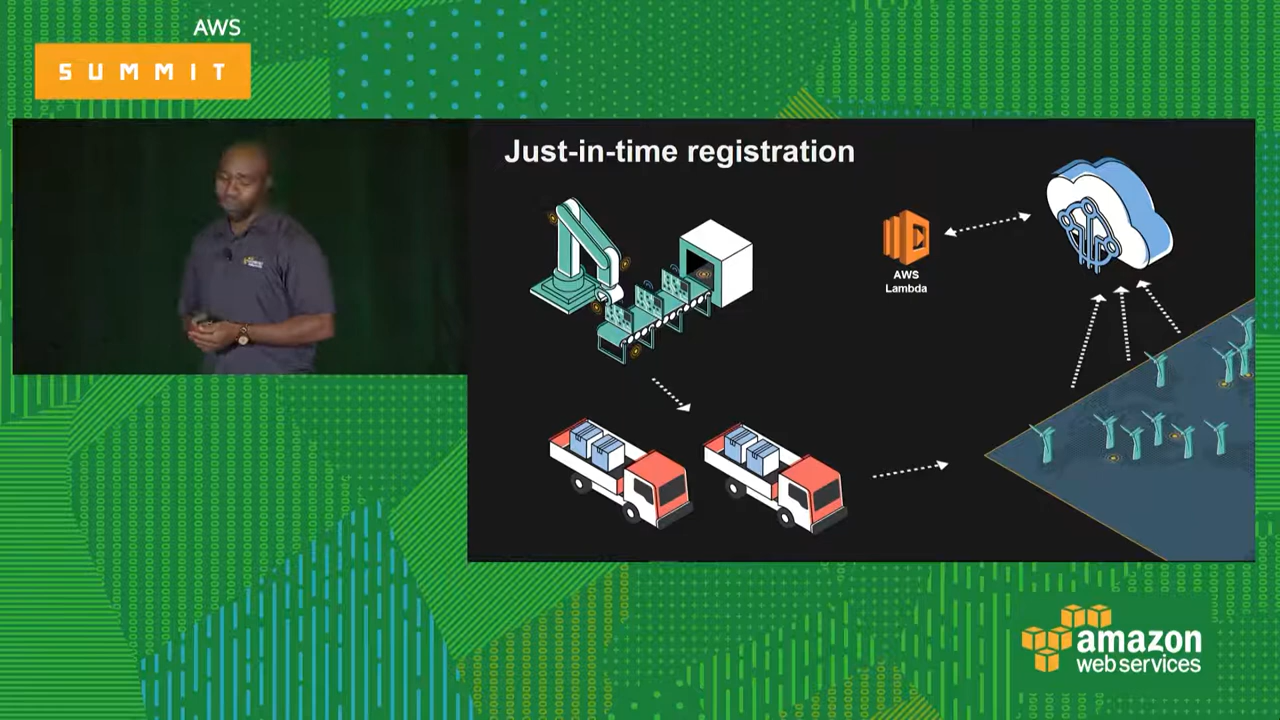 AWS
SUMMIT
Just-in-time registration
AWS
Lambda
amazon
web services